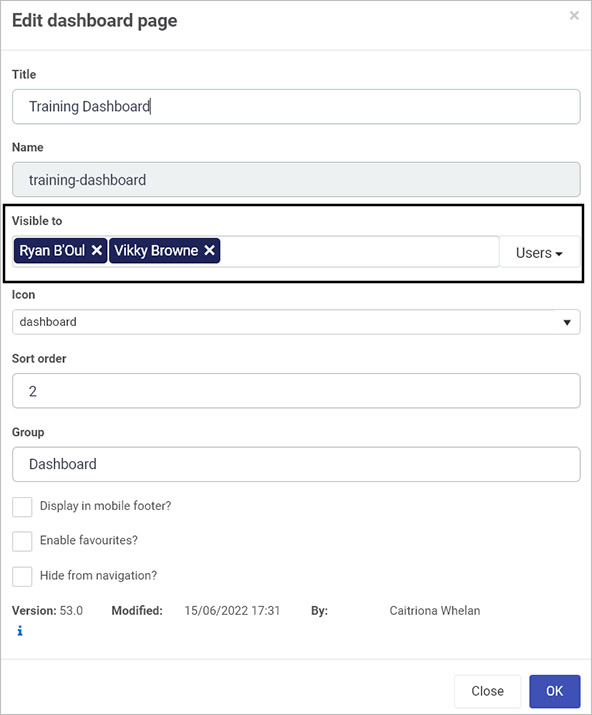 Edit dashboard page ×
Title
Training Dashboard
Name
training-dashboard
Visible to
Ryan B'Oul ✕ Vikky Browne ✕ Users
Icon
dashboard
Sort order
2
Group
Dashboard
Display in mobile footer?
Enable favourites?
Hide from navigation?
Version: 53.0 Modified: 15/06/2022 17:31 By: Caitriona Whelan
i
Close OK